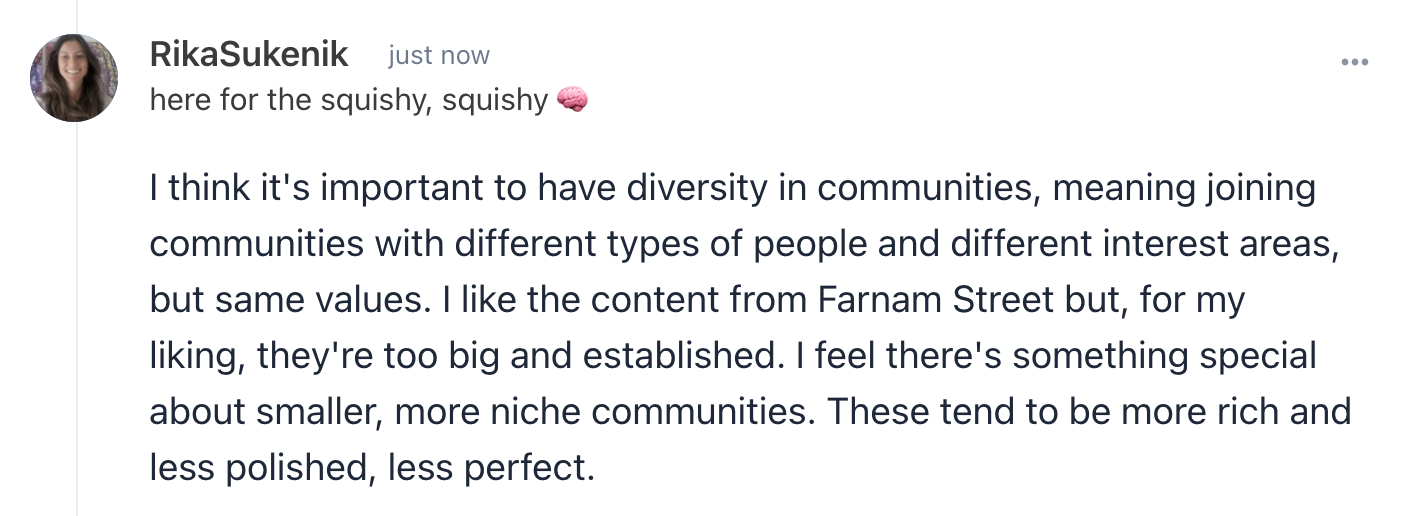 RikaSukenik just now
here for the squishy, squishy 🧠
I think it's important to have diversity in communities, meaning joining
communities with different types of people and different interest areas,
but same values. I like the content from Farnam Street but, for my
liking, they're too big and established. I feel there's something special
about smaller, more niche communities. These tend to be more rich and
less polished, less perfect.